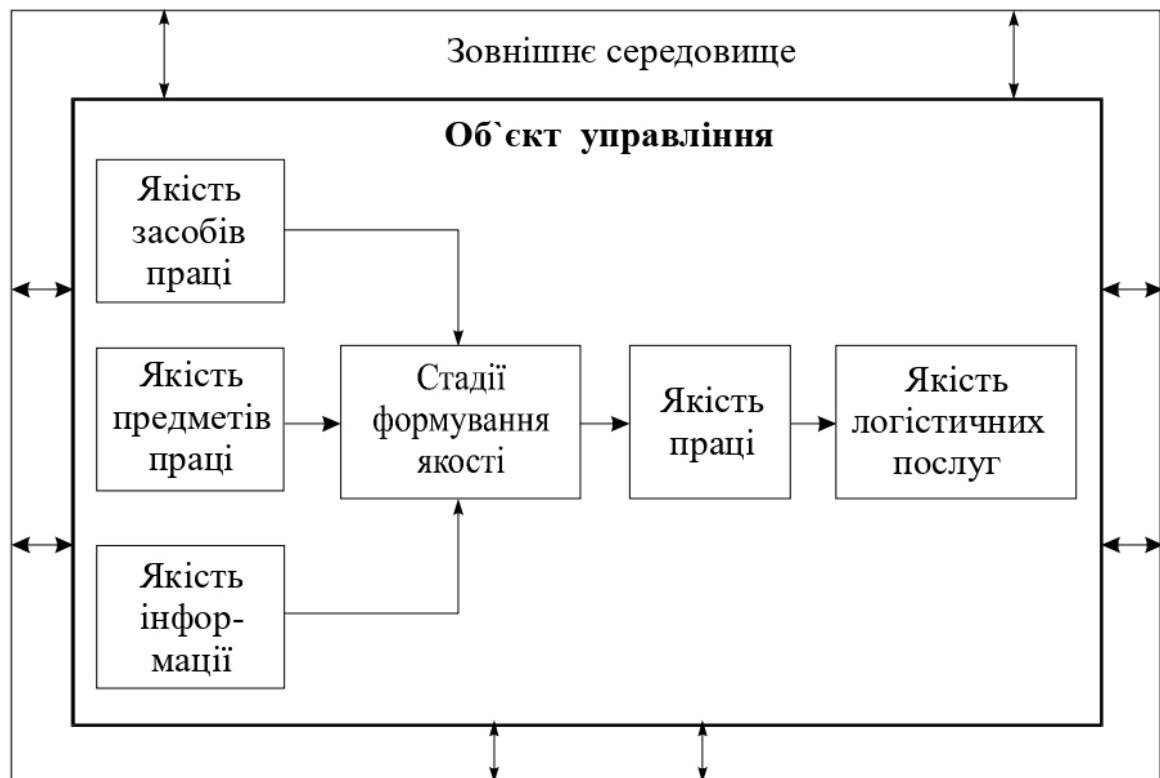 Зовнішнє середовище
Об`єкт управління
Якість
засобів
праці
Якість
предметів
праці
Якість
інфор-
мації
Стадії
формування
якості
Якість
праці
Якість
логістичних
послуг